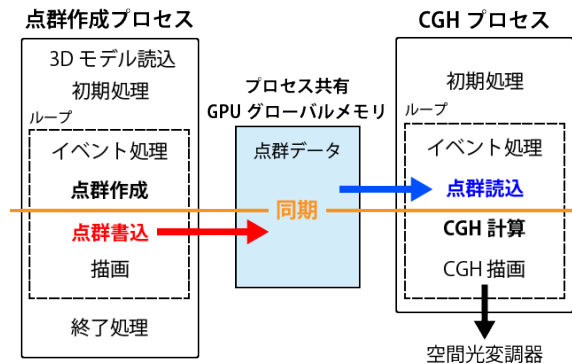 点群作成プロセス
3D モデル読込
初期処理
ループ
イベント処理
点群作成
点群書込
描画
終了処理
プロセス共有
GPU グローバルメモリ
点群データ
同期
CGH プロセス
初期処理
ループ
イベント処理
点群読込
CGH 計算
CGH 描画
空間光変調器